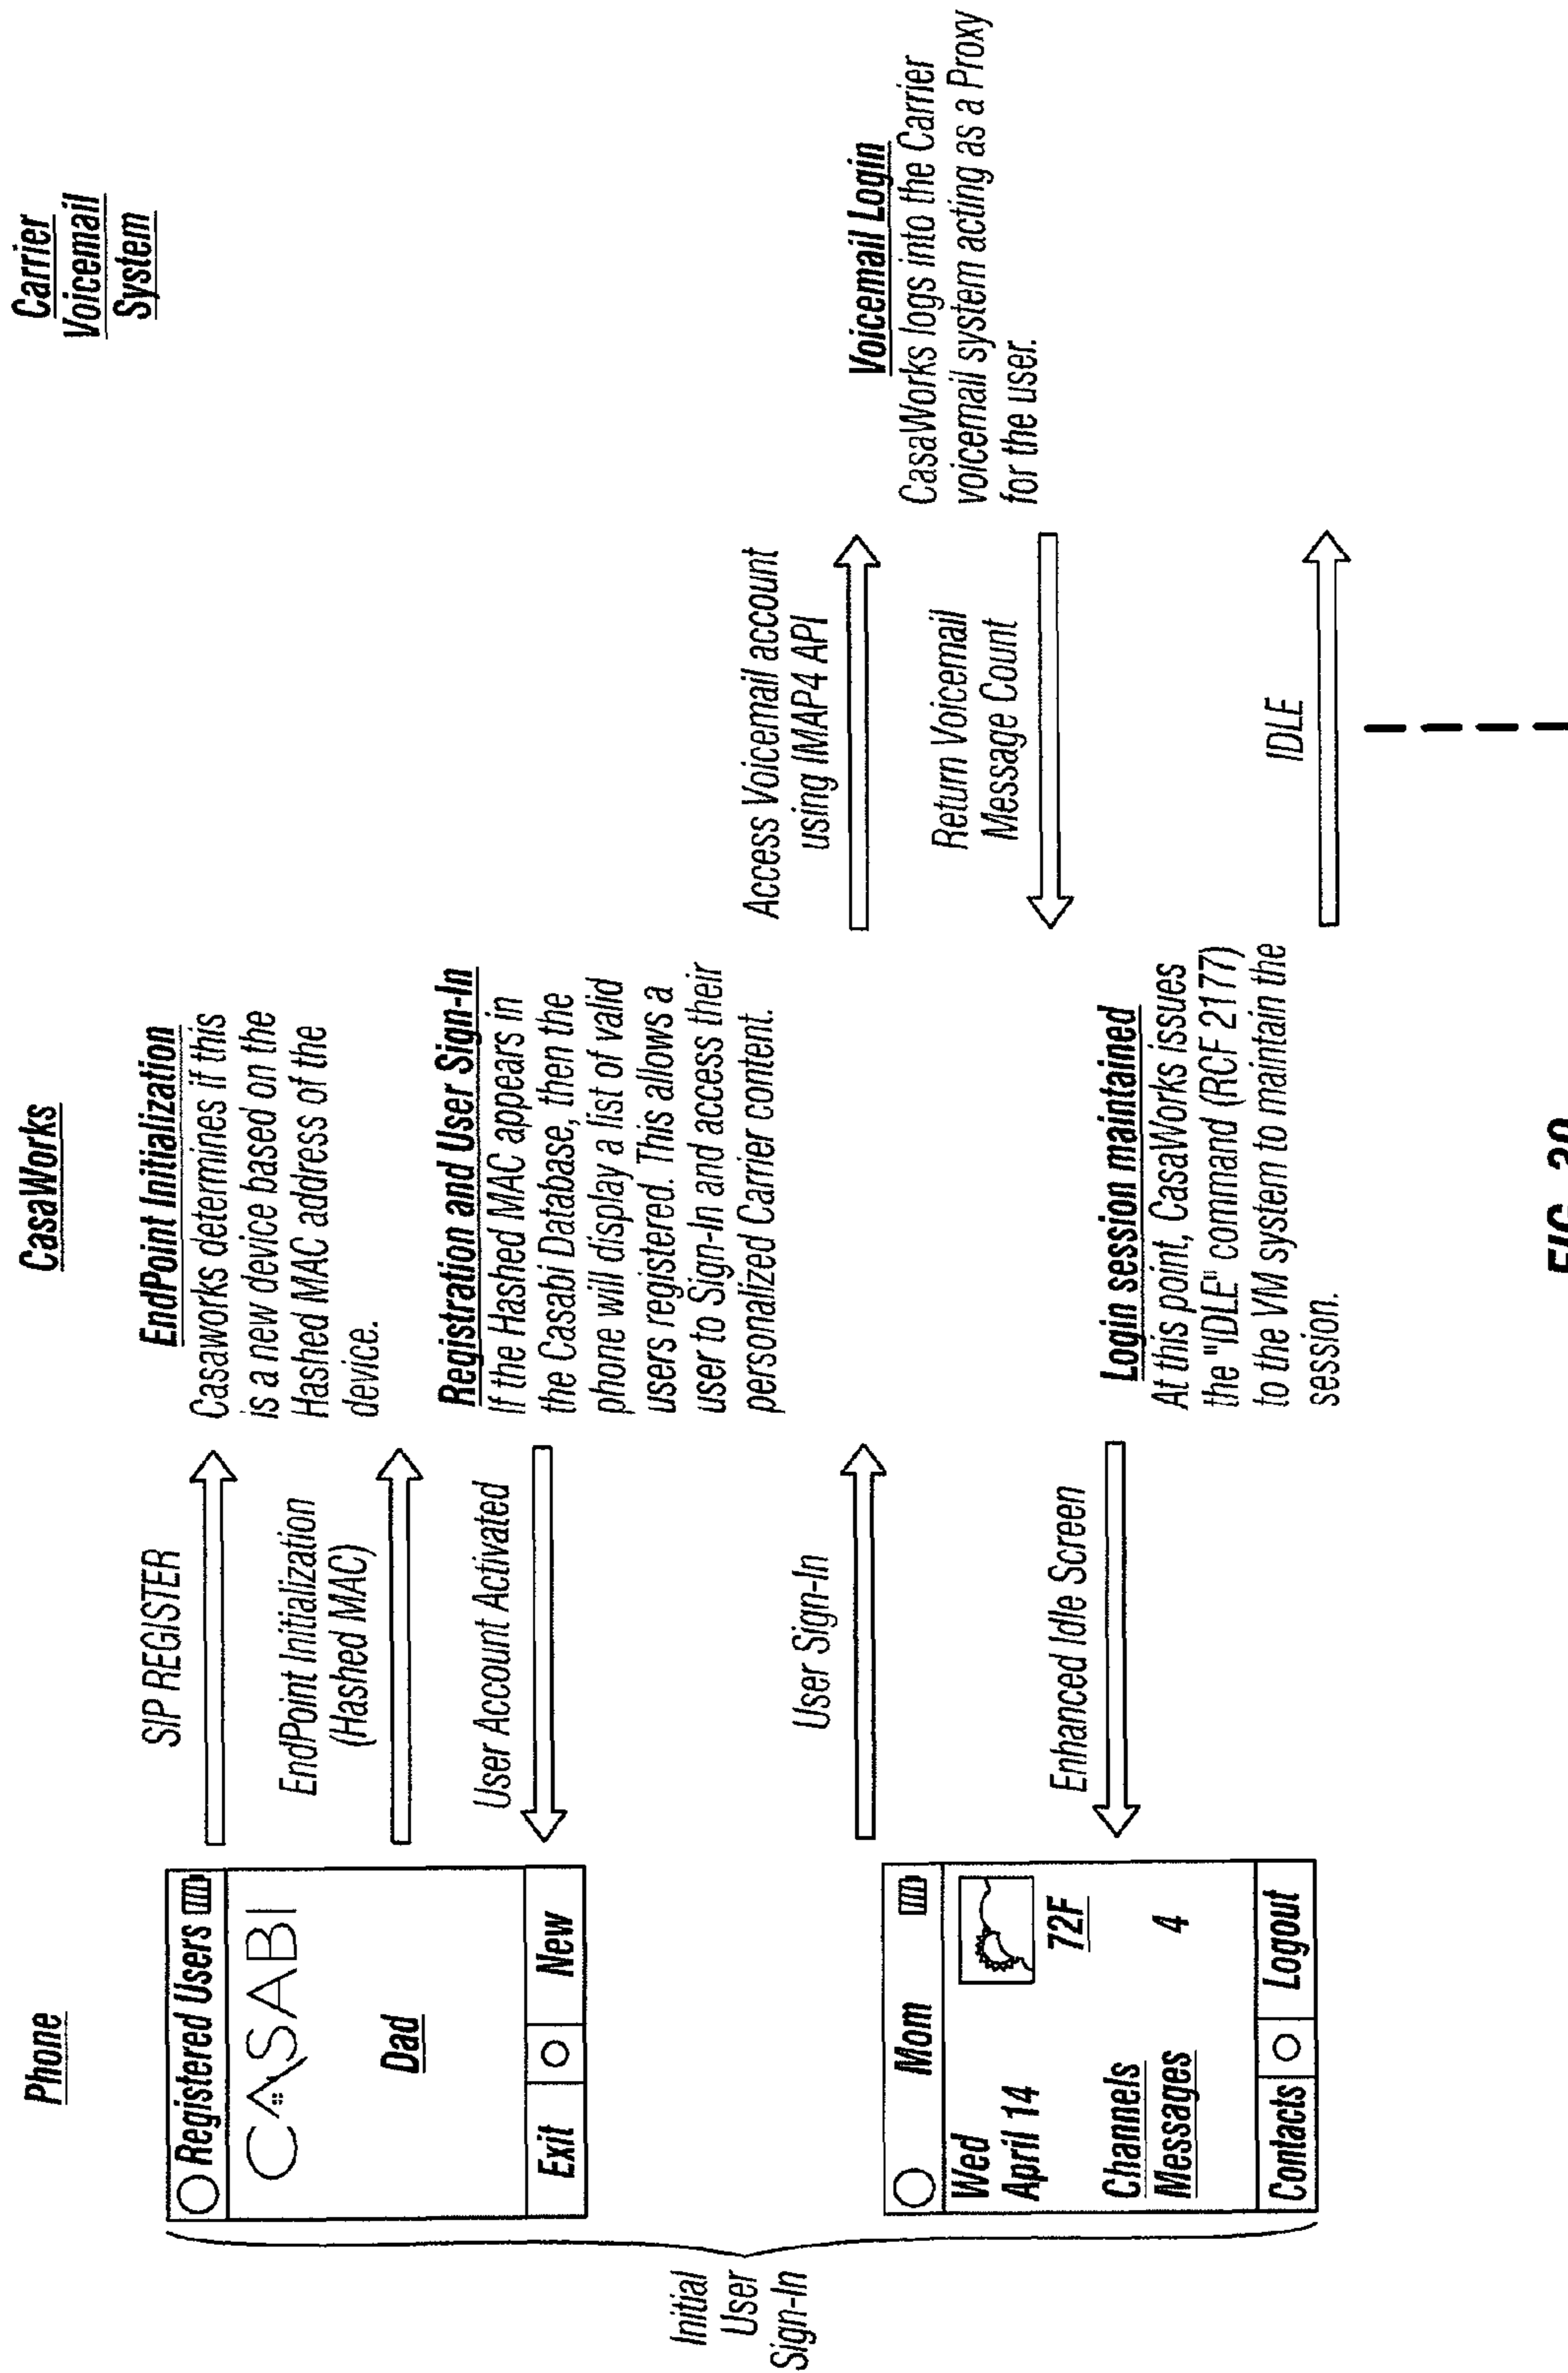 Phone
CasaWorks
Carrier
Voicemail
System
Initial
User
Sign-In
Registered Users
CASABI
Dad
Exit
New
SIP REGISTER
EndPoint Initialization
(Hashed MAC)
User Account Activated
EndPoint Initialization
Casaworks determines if this
is a new device based on the
Hashed MAC address of the
device.
Registration and User Sign-In
If the Hashed MAC appears in
the Casabi Database, then the
phone will display a list of valid
users registered. This allows a
user to Sign-In and access their
personalized Carrier content.
User Sign-In
Access Voicemail account
using IMAP4 API
Voicemail Login
CasaWorks logs into the Carrier
voicemail system acting as a Proxy
for the user.
Return Voicemail
Message Count
Mom
Wed
April 14
72F
Channels
Messages 4
Contacts
Logout
Enhanced Idle Screen
Login session maintained
At this point, CasaWorks issues
the "IDLE" command (RCF 2177)
to the VM system to maintain the
session.
IDLE